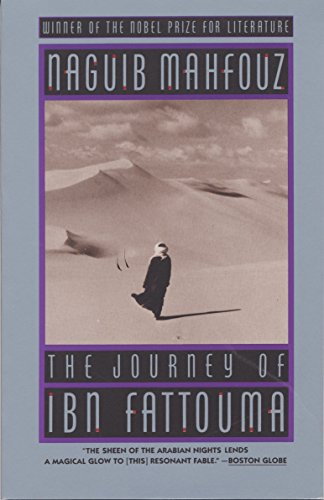 WINNER OF THE NOBEL PRIZE FOR LITERATURE
NAGUIB MAHFOUZ
THE JOURNEY OF
IBN FATTOUMA
"THE SHEEN OF THE ARABIAN NIGHTS LENDS
A MAGICAL GLOW TO [THIS] RESONANT FABLE." —BOSTON GLOBE